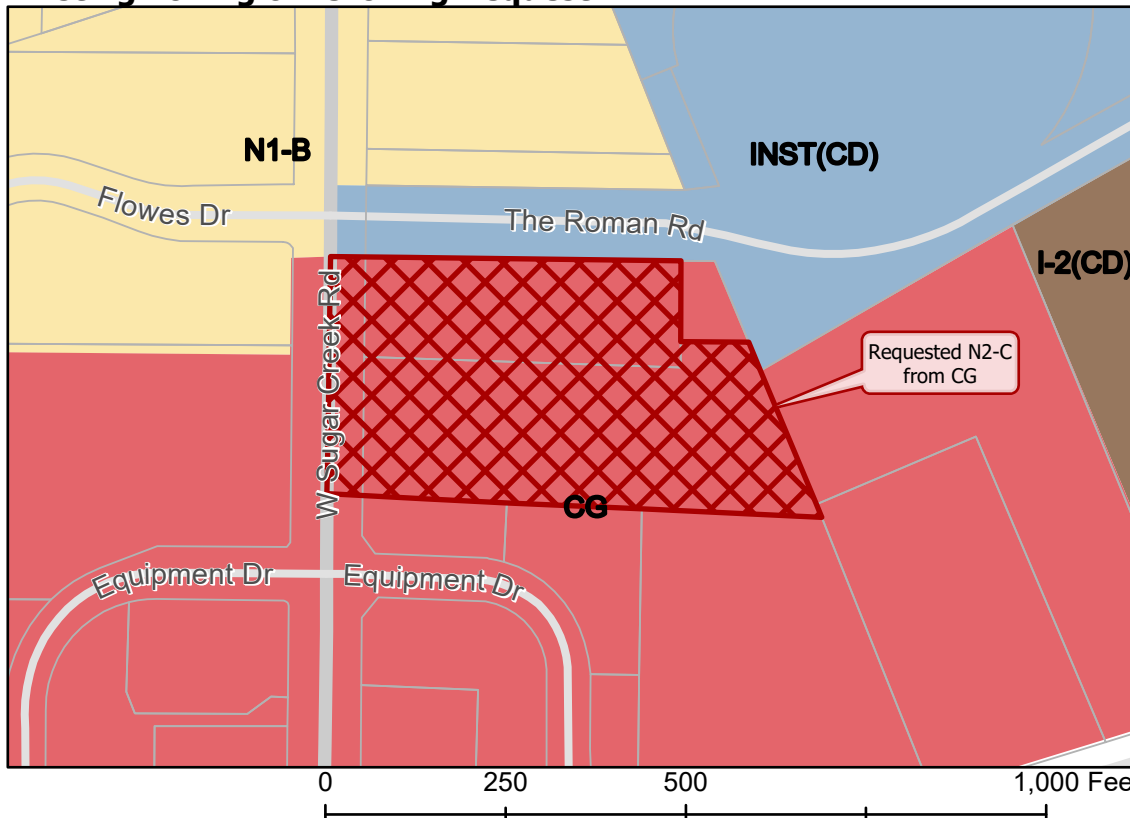 N1-B
INST(CD)
Flowes Dr
The Roman Rd
I-2(CD)
W Sugar Creek Rd
Requested N2-C
from CG
CG
Equipment Dr
Equipment Dr
0 250 500 1,000 Fee